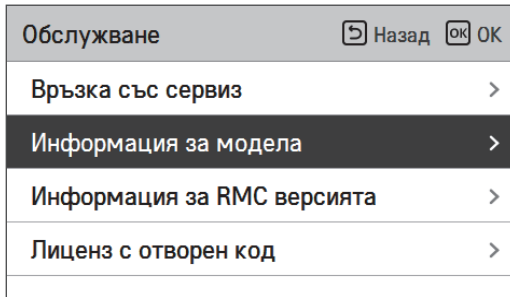 Обслужване Назад OK OK
Връзка със сервиз
Информация за модела
Информация за RMC версията
Лиценз с отворен код